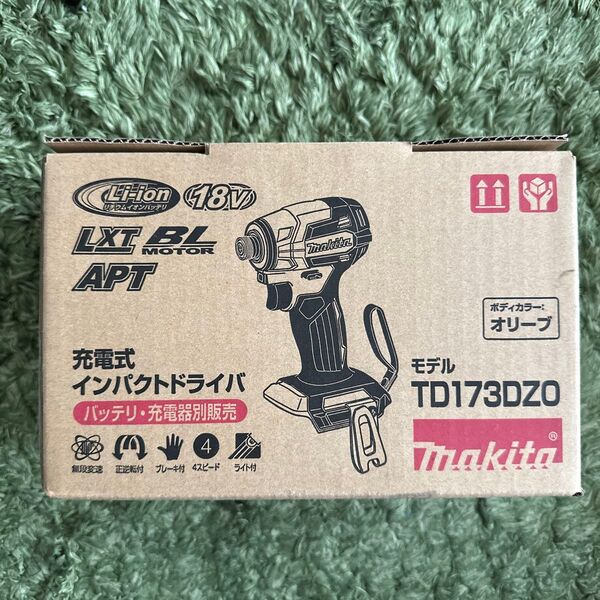 Li-ion
リチウムイオンバッテリ
18V
LXT BL
MOTOR
APT
makita
ボディカラー:
オリーブ
充電式
インパクトドライバ
バッテリ・充電器別販売
モデル
TD173DZO
makita®
4
無段変速 正逆転付 ブレーキ付 4スピード ライト付